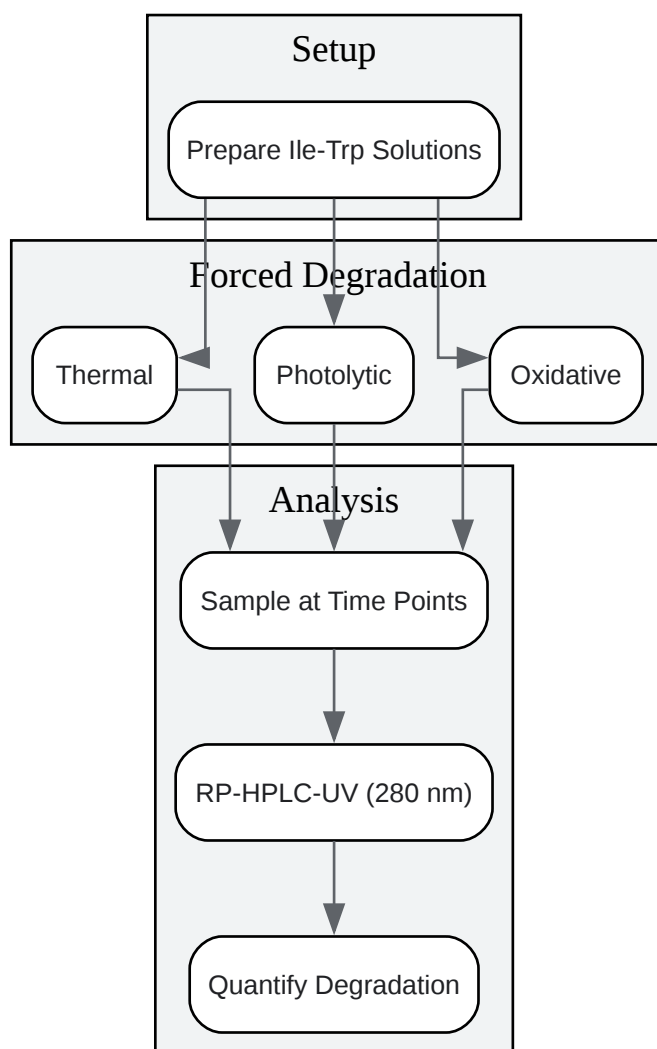 Setup
Prepare Ile-Trp Solutions
Forced Degradation
Thermal
Photolytic
Oxidative
Analysis
Sample at Time Points
RP-HPLC-UV (280 nm)
Quantify Degradation